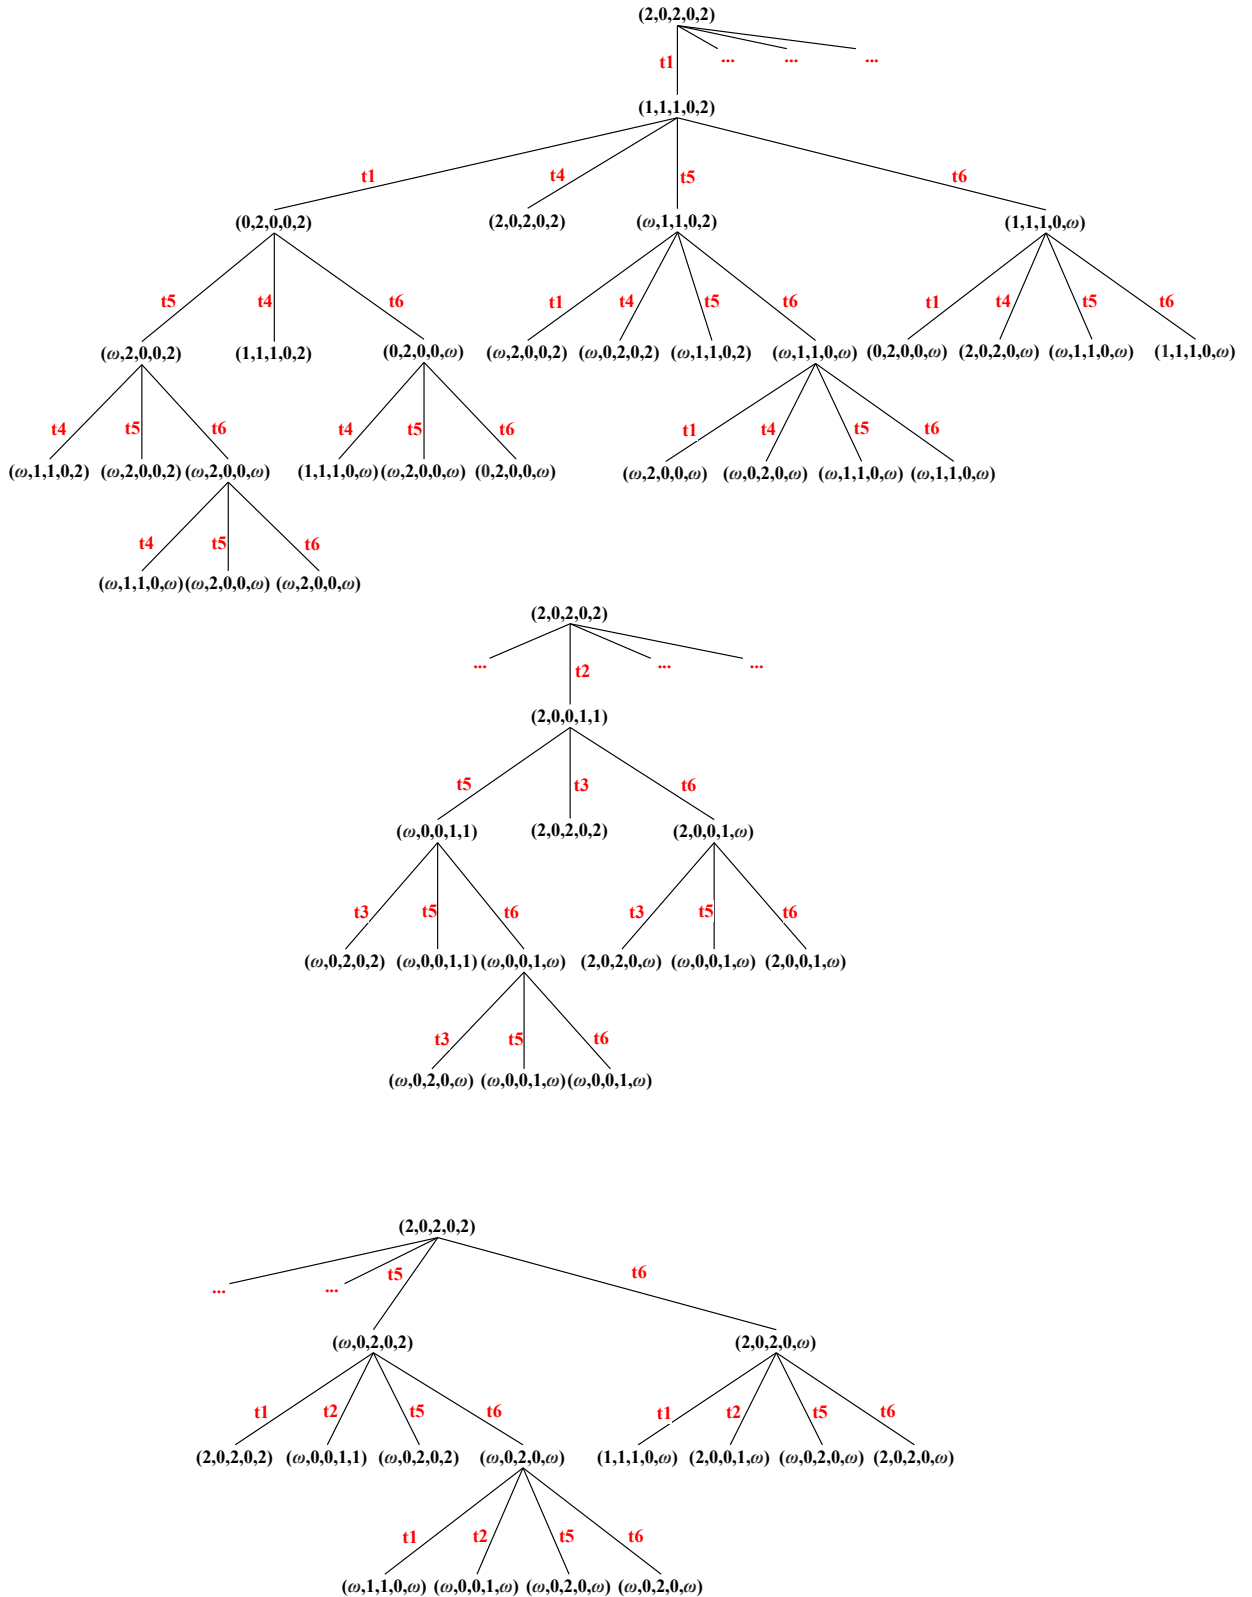 (2,0,2,0,2)
t1 ... ... ...
(1,1,1,0,2)
t1 t4 t5 t6
(0,2,0,0,2) (2,0,2,0,2) (ω,1,1,0,2) (1,1,1,0,ω)
t5 t4 t6 t1 t4 t5 t6 t1 t4 t5 t6
(ω,2,0,0,2) (1,1,1,0,2) (0,2,0,0,ω) (ω,2,0,0,2) (ω,0,2,0,2) (ω,1,1,0,2) (ω,1,1,0,ω) (0,2,0,0,ω) (2,0,2,0,ω) (ω,1,1,0,ω) (1,1,1,0,ω)
t4 t5 t6 t4 t5 t6 t1 t4 t5 t6
(ω,1,1,0,2) (ω,2,0,0,2) (ω,2,0,0,ω) (1,1,1,0,ω) (ω,2,0,0,ω) (0,2,0,0,ω) (ω,2,0,0,ω) (ω,0,2,0,ω) (ω,1,1,0,ω) (ω,1,1,0,ω)
t4 t5 t6
(ω,1,1,0,ω) (ω,2,0,0,ω) (ω,2,0,0,ω)
(2,0,2,0,2)
... t2 ... ...
(2,0,0,1,1)
t5 t3 t6
(ω,0,0,1,1) (2,0,2,0,2) (2,0,0,1,ω)
t3 t5 t6 t3 t5 t6
(ω,0,2,0,2) (ω,0,0,1,1) (ω,0,0,1,ω) (2,0,2,0,ω) (ω,0,0,1,ω) (2,0,0,1,ω)
t3 t5 t6
(ω,0,2,0,ω) (ω,0,0,1,ω) (ω,0,0,1,ω)
(2,0,2,0,2)
... ... t5 t6
(ω,0,2,0,2) (2,0,2,0,ω)
t1 t2 t5 t6 t1 t2 t5 t6
(2,0,2,0,2) (ω,0,0,1,1) (ω,0,2,0,2) (ω,0,2,0,ω) (1,1,1,0,ω) (2,0,0,1,ω) (ω,0,2,0,ω) (2,0,2,0,ω)
t1 t2 t5 t6
(ω,1,1,0,ω) (ω,0,0,1,ω) (ω,0,2,0,ω) (ω,0,2,0,ω)